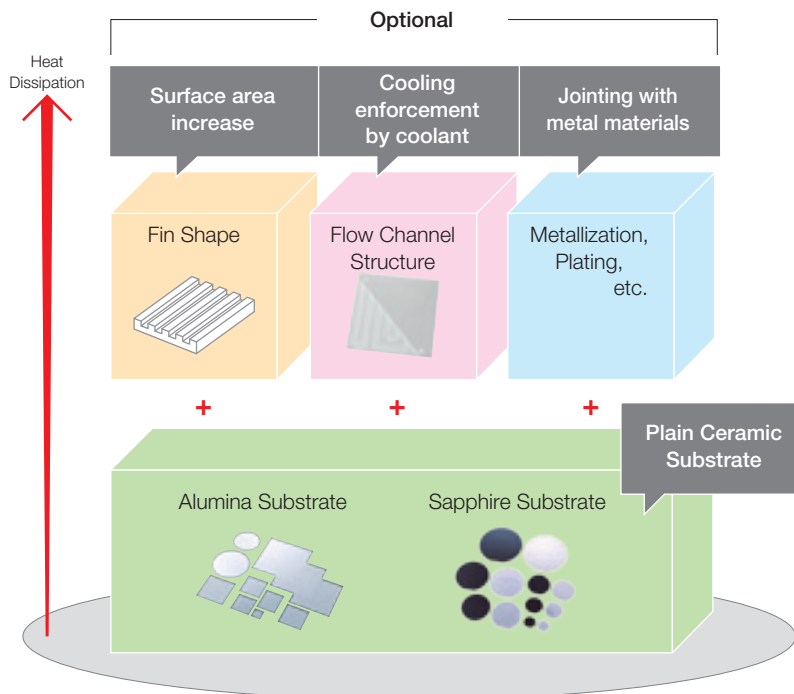 Optional
Heat
Dissipation
Surface area
increase
Cooling
enforcement
by coolant
Jointing with
metal materials
Fin Shape
Flow Channel
Structure
Metallization,
Plating,
etc.
+
+
+
Plain Ceramic
Substrate
Alumina Substrate
Sapphire Substrate